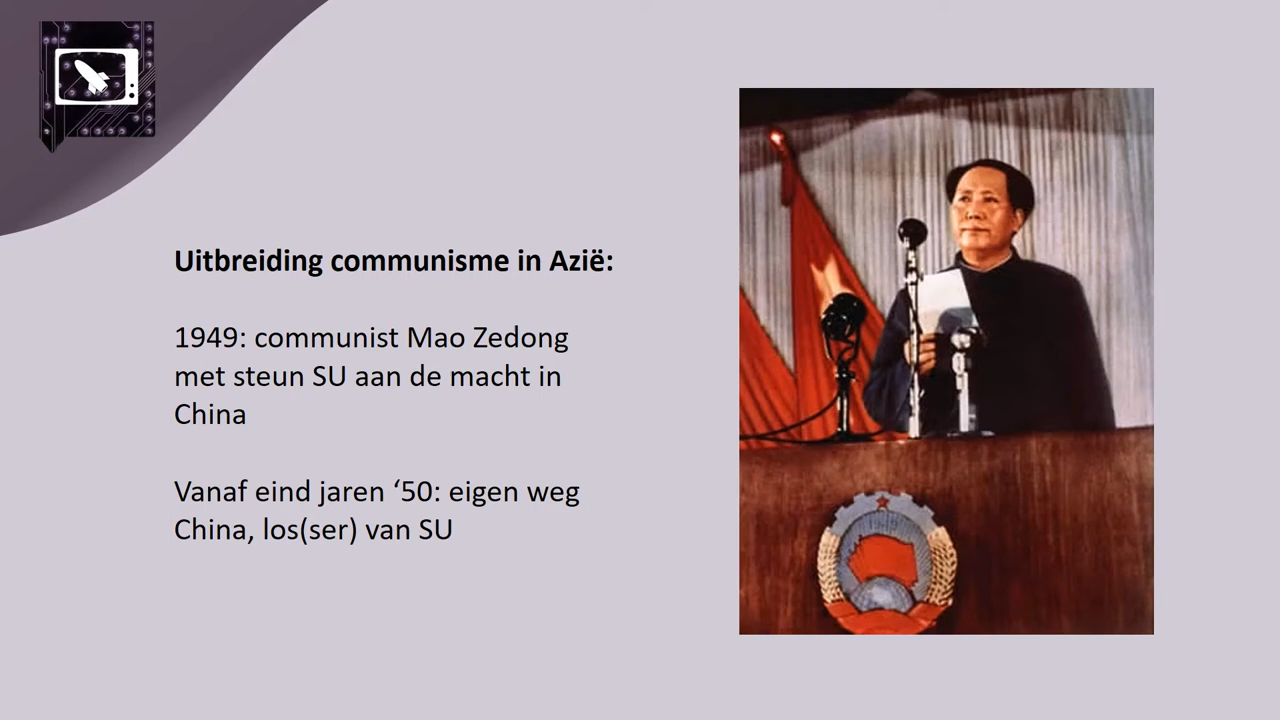 Uitbreiding communisme in Azië:
1949: communist Mao Zedong
met steun SU aan de macht in
China
Vanaf eind jaren ‘50: eigen weg
China, los(ser) van SU